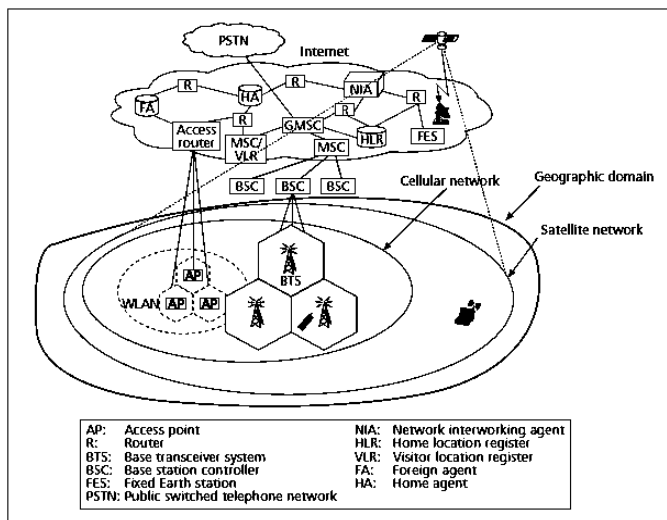 PSTN
Internet
NIA
R
R
HA
R
FA
R
R
GMSC
Access
router
MSC/
VLR
HLR
FES
MSC
BSC
BSC
BSC
Cellular network
Geographic domain
Satellite network
BTS
AP
WLAN
AP
AP
AP: Access point
R: Router
BTS: Base transceiver system
BSC: Base station controller
FES: Fixed Earth station
PSTN: Public switched telephone network
NIA: Network interworking agent
HLR: Home location register
VLR: Visitor location register
FA: Foreign agent
HA: Home agent